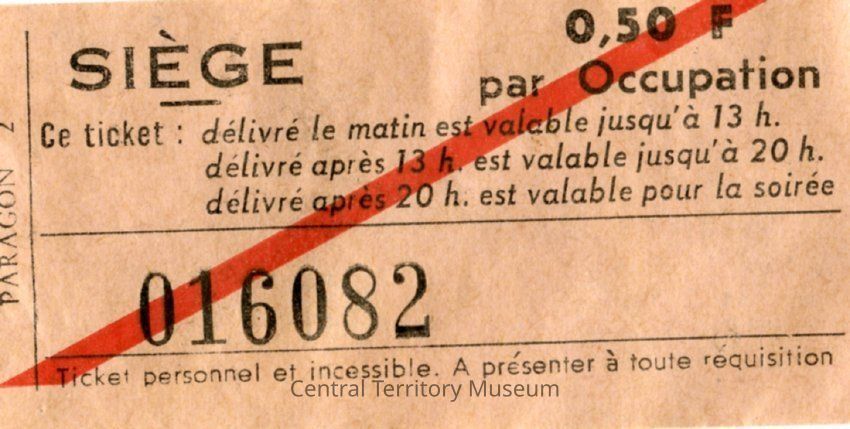 0,50 F
SIÈGE
par Occupation
Ce ticket : délivré le matin est valable jusqu'à 13 h.
délivré après 13 h. est valable jusqu'à 20 h.
délivré après 20 h. est valable pour la soirée
PARAGON 2
016082
Ticket personnel et incessible. A présenter à toute réquisition
Central Territory Museum